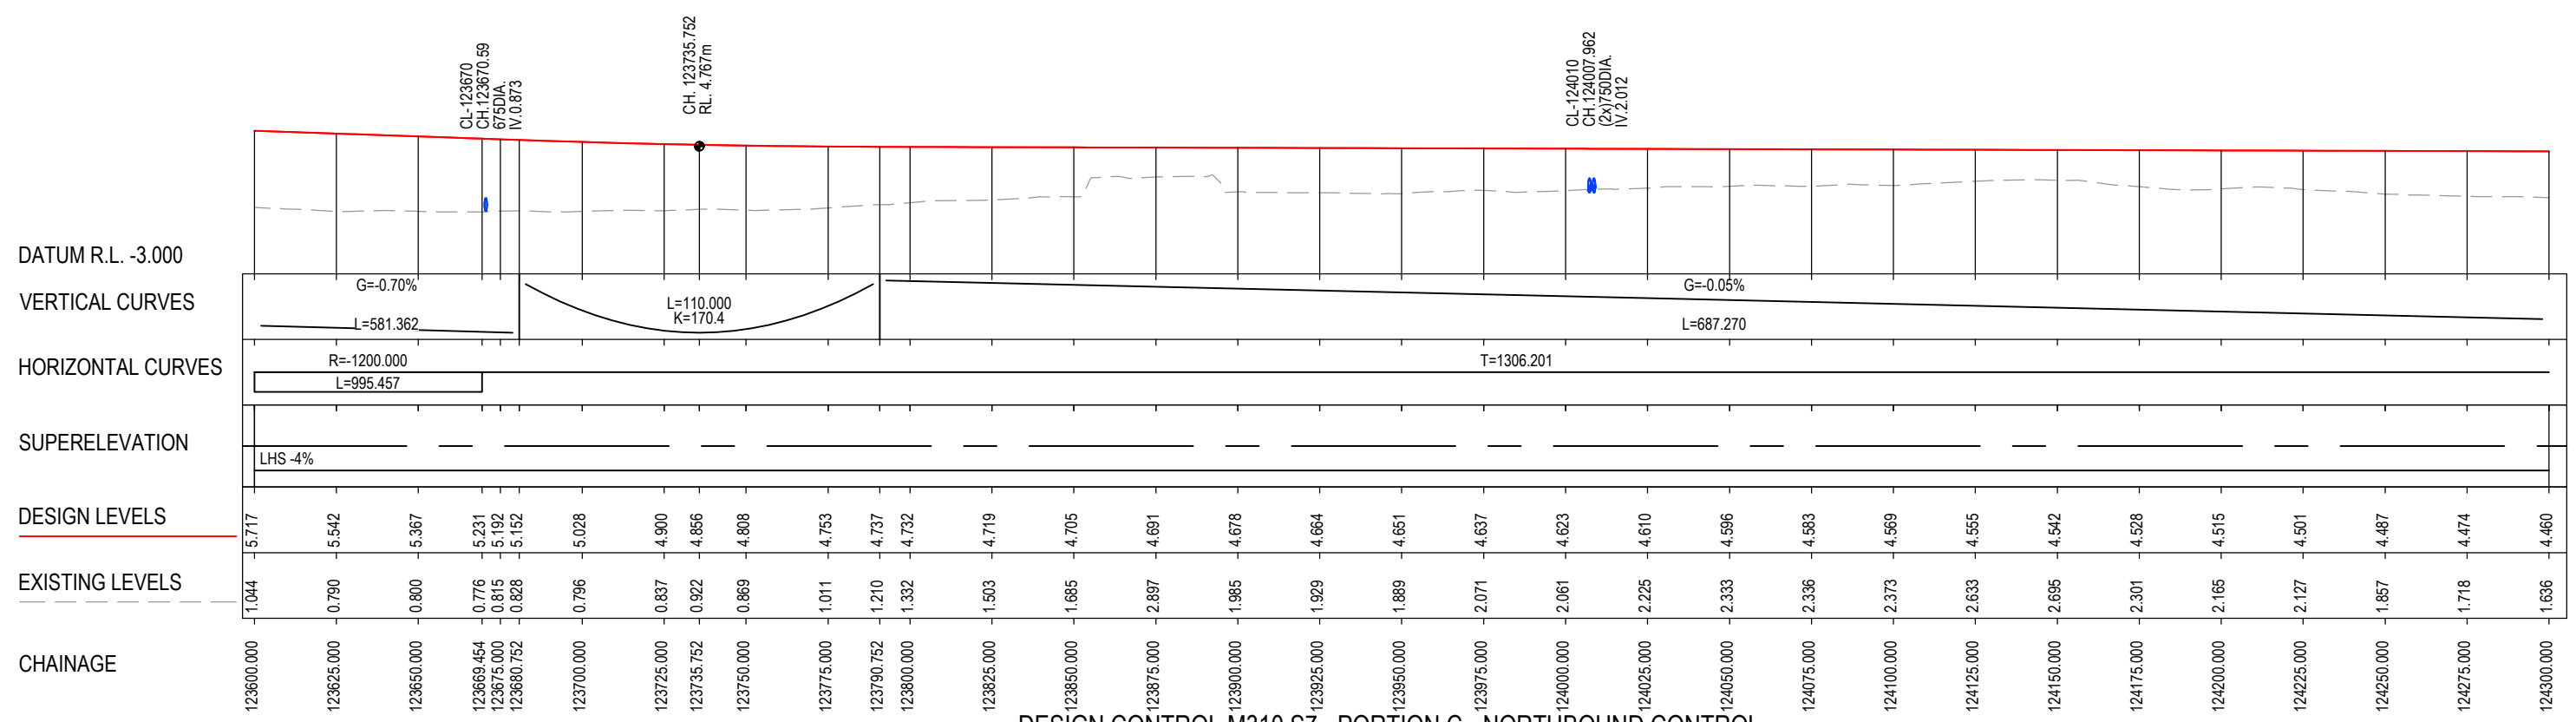 CL-123670
CH.123670.59
675DIA.
IV.0.873
CH. 123735.752
RL. 4.767m
CL-124010
CH.124007.962
(2x)750DIA.
IV.2.012
DATUM R.L. -3.000
VERTICAL CURVES
G=-0.70%
L=581.362
L=110.000
K=170.4
G=-0.05%
L=687.270
HORIZONTAL CURVES
R=-1200.000
L=995.457
T=1306.201
SUPERELEVATION
LHS -4%
DESIGN LEVELS
5.717 5.542 5.367 5.231 5.192 5.152 5.028 4.900 4.856 4.808 4.753 4.737 4.732 4.719 4.705 4.691 4.678 4.664 4.651 4.637 4.623 4.610 4.596 4.583 4.569 4.555 4.542 4.528 4.515 4.501 4.487 4.474 4.460
EXISTING LEVELS
1.044 0.790 0.800 0.776 0.815 0.828 0.796 0.837 0.922 0.869 1.011 1.210 1.332 1.503 1.685 2.897 1.985 1.929 1.889 2.071 2.061 2.225 2.333 2.336 2.373 2.633 2.695 2.301 2.165 2.127 1.857 1.718 1.636
CHAINAGE
123600.000 123625.000 123650.000 123669.454 123675.000 123680.752 123700.000 123725.000 123735.752 123750.000 123775.000 123790.752 123800.000 123825.000 123850.000 123875.000 123900.000 123925.000 123950.000 123975.000 124000.000 124025.000 124050.000 124075.000 124100.000 124125.000 124150.000 124175.000 124200.000 124225.000 124250.000 124275.000 124300.000
DESIGN CONTROL M310 S7 - PORTION C - NORTHBOUND CONTROL